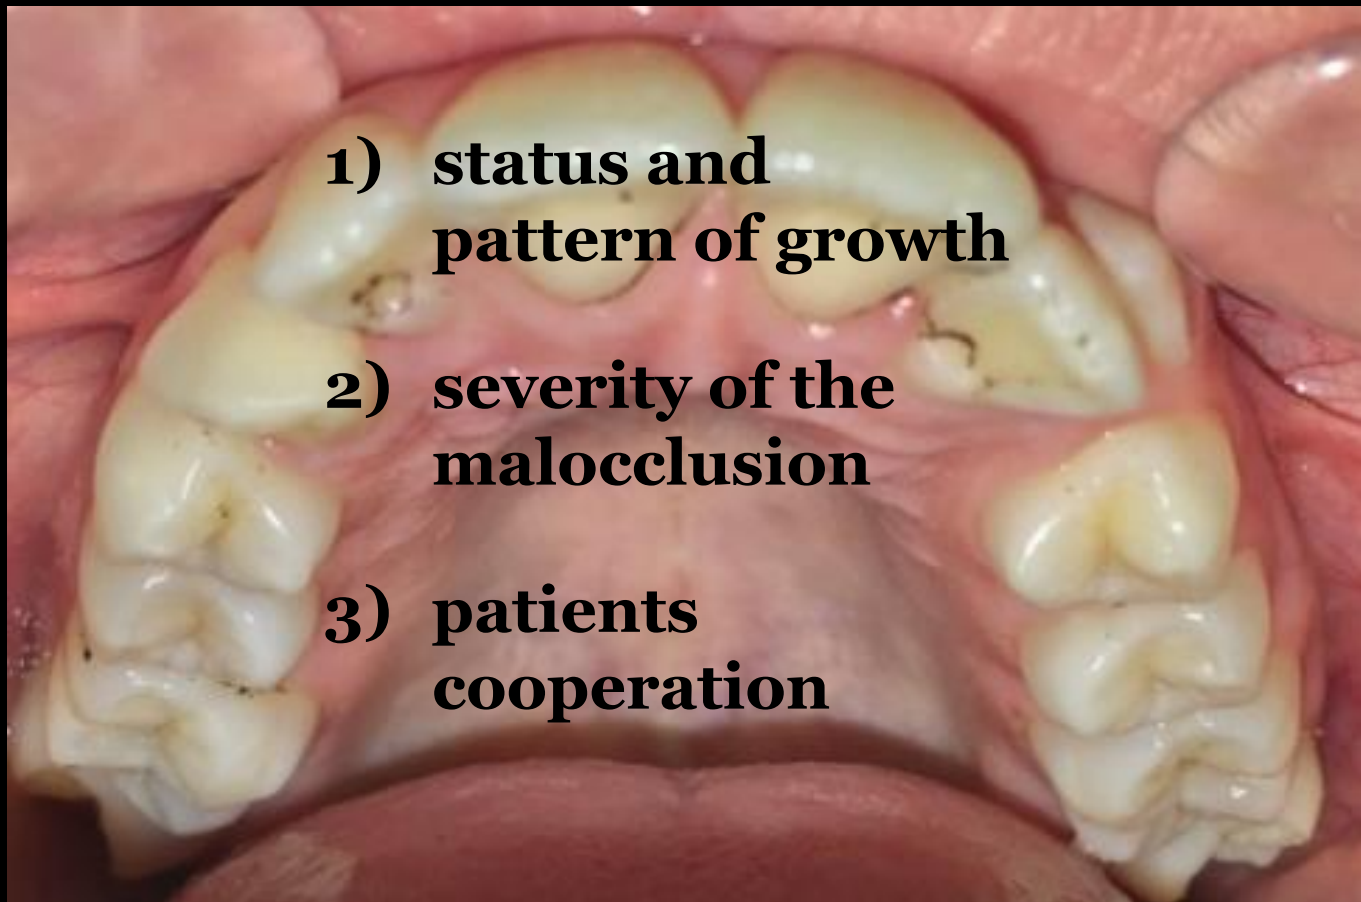 1) status and
pattern of growth
2) severity of the
malocclusion
3) patients
cooperation